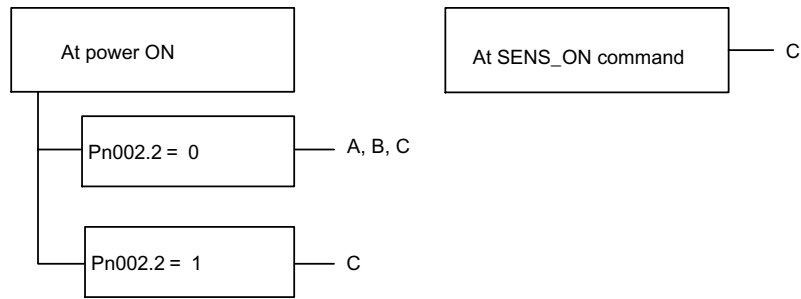 At power ON
At SENS_ON command
C
Pn002.2 = 0
A, B, C
Pn002.2 = 1
C